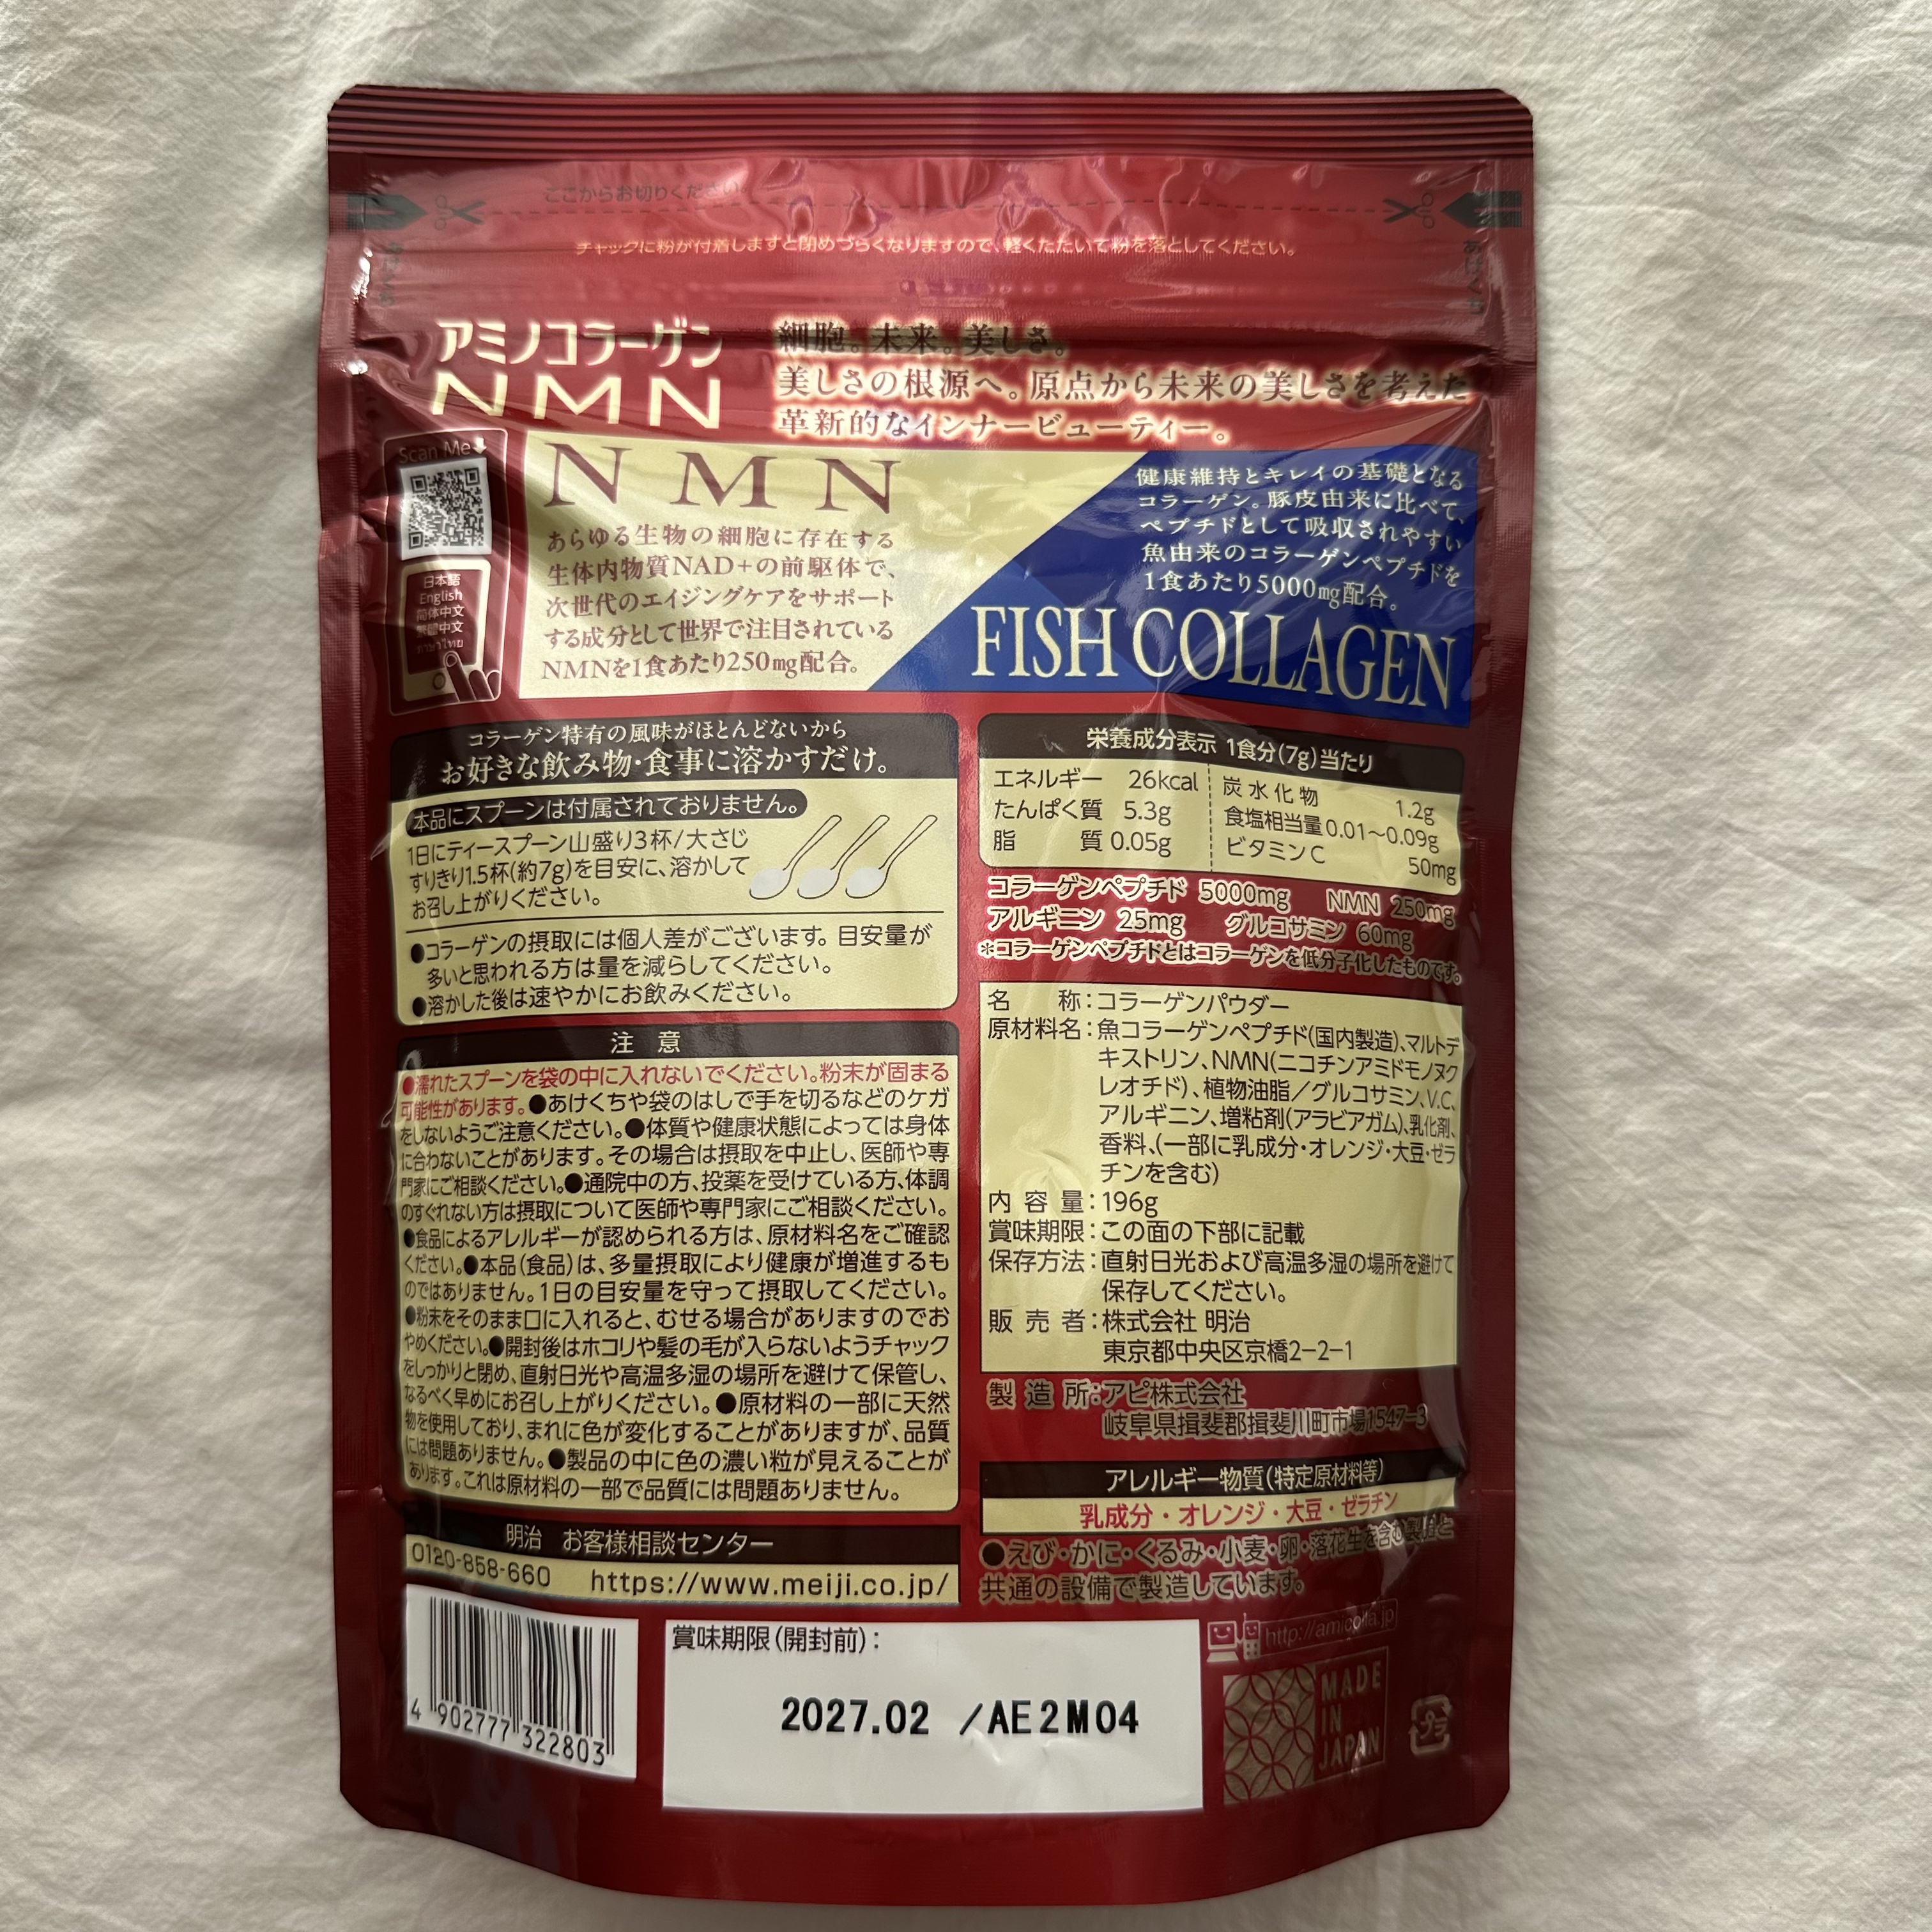 ここからお切りください。
チャックに粉が付着しますと閉めづらくなりますので、軽くたたいて粉を落としてください。
アミノコラーゲン
NMN
細胞。未来。美しさ。
美しさの根源へ。原点から未来の美しさを考えた
革新的なインナービューティー。
Scan Me
日本語
English
简体中文
繁體中文
ภาษาไทย
NMN
あらゆる生物の細胞に存在する
生体内物質NAD+の前駆体で、
次世代のエイジングケアをサポート
する成分として世界で注目されている
NMNを1食あたり250mg配合。
健康維持とキレイの基礎となる
コラーゲン。豚皮由来に比べて、
ペプチドとして吸収されやすい
魚由来のコラーゲンペプチドを
1食あたり5000mg配合。
FISH COLLAGEN
コラーゲン特有の風味がほとんどないから
お好きな飲み物・食事に溶かすだけ。
本品にスプーンは付属されておりません。
1日にティースプーン山盛り3杯/大さじ
すりきり1.5杯(約7g)を目安に、溶かして
お召し上がりください。
●コラーゲンの摂取には個人差がございます。目安量が
多いと思われる方は量を減らしてください。
●溶かした後は速やかにお飲みください。
注 意
●濡れたスプーンを袋の中に入れないでください。粉末が固まる
可能性があります。●あけくちや袋のはしで手を切るなどのケガ
をしないようご注意ください。●体質や健康状態によっては身体
に合わないことがあります。その場合は摂取を中止し、医師や専
門家にご相談ください。●通院中の方、投薬を受けている方、体調
のすぐれない方は摂取について医師や専門家にご相談ください。
●食品によるアレルギーが認められる方は、原材料名をご確認
ください。●本品(食品)は、多量摂取により健康が増進するも
のではありません。1日の目安量を守って摂取してください。
●粉末をそのまま口に入れると、むせる場合がありますのでお
やめください。●開封後はホコリや髪の毛が入らないようチャック
をしっかりと閉め、直射日光や高温多湿の場所を避けて保管し、
なるべく早めにお召し上がりください。●原材料の一部に天然
物を使用しており、まれに色が変化することがありますが、品質
には問題ありません。●製品の中に色の濃い粒が見えることが
あります。これは原材料の一部で品質には問題ありません。
明治 お客様相談センター
0120-858-660 https://www.meiji.co.jp/
4 902777 322803
栄養成分表示 1食分(7g)当たり
エネルギー 26kcal 炭水化物 1.2g
たんぱく質 5.3g 食塩相当量 0.01〜0.09g
脂 質 0.05g ビタミンC 50mg
コラーゲンペプチド 5000mg NMN 250mg
アルギニン 25mg グルコサミン 60mg
*コラーゲンペプチドとはコラーゲンを低分子化したものです。
名 称:コラーゲンパウダー
原材料名:魚コラーゲンペプチド(国内製造)、マルトデ
キストリン、NMN(ニコチンアミドモノヌク
レオチド)、植物油脂/グルコサミン、V.C、
アルギニン、増粘剤(アラビアガム)、乳化剤、
香料、(一部に乳成分・オレンジ・大豆・ゼラ
チンを含む)
内容量:196g
賞味期限:この面の下部に記載
保存方法:直射日光および高温多湿の場所を避けて
保存してください。
販売者:株式会社 明治
東京都中央区京橋2-2-1
製造所:アピ株式会社
岐阜県揖斐郡揖斐川町市場1547-3
アレルギー物質(特定原材料等)
乳成分・オレンジ・大豆・ゼラチン
●えび・かに・くるみ・小麦・卵・落花生を含む製品と
共通の設備で製造しています。
賞味期限(開封前):
2027.02 /AE2M04
http://amicolla.jp
MADE
IN
JAPAN
プラ